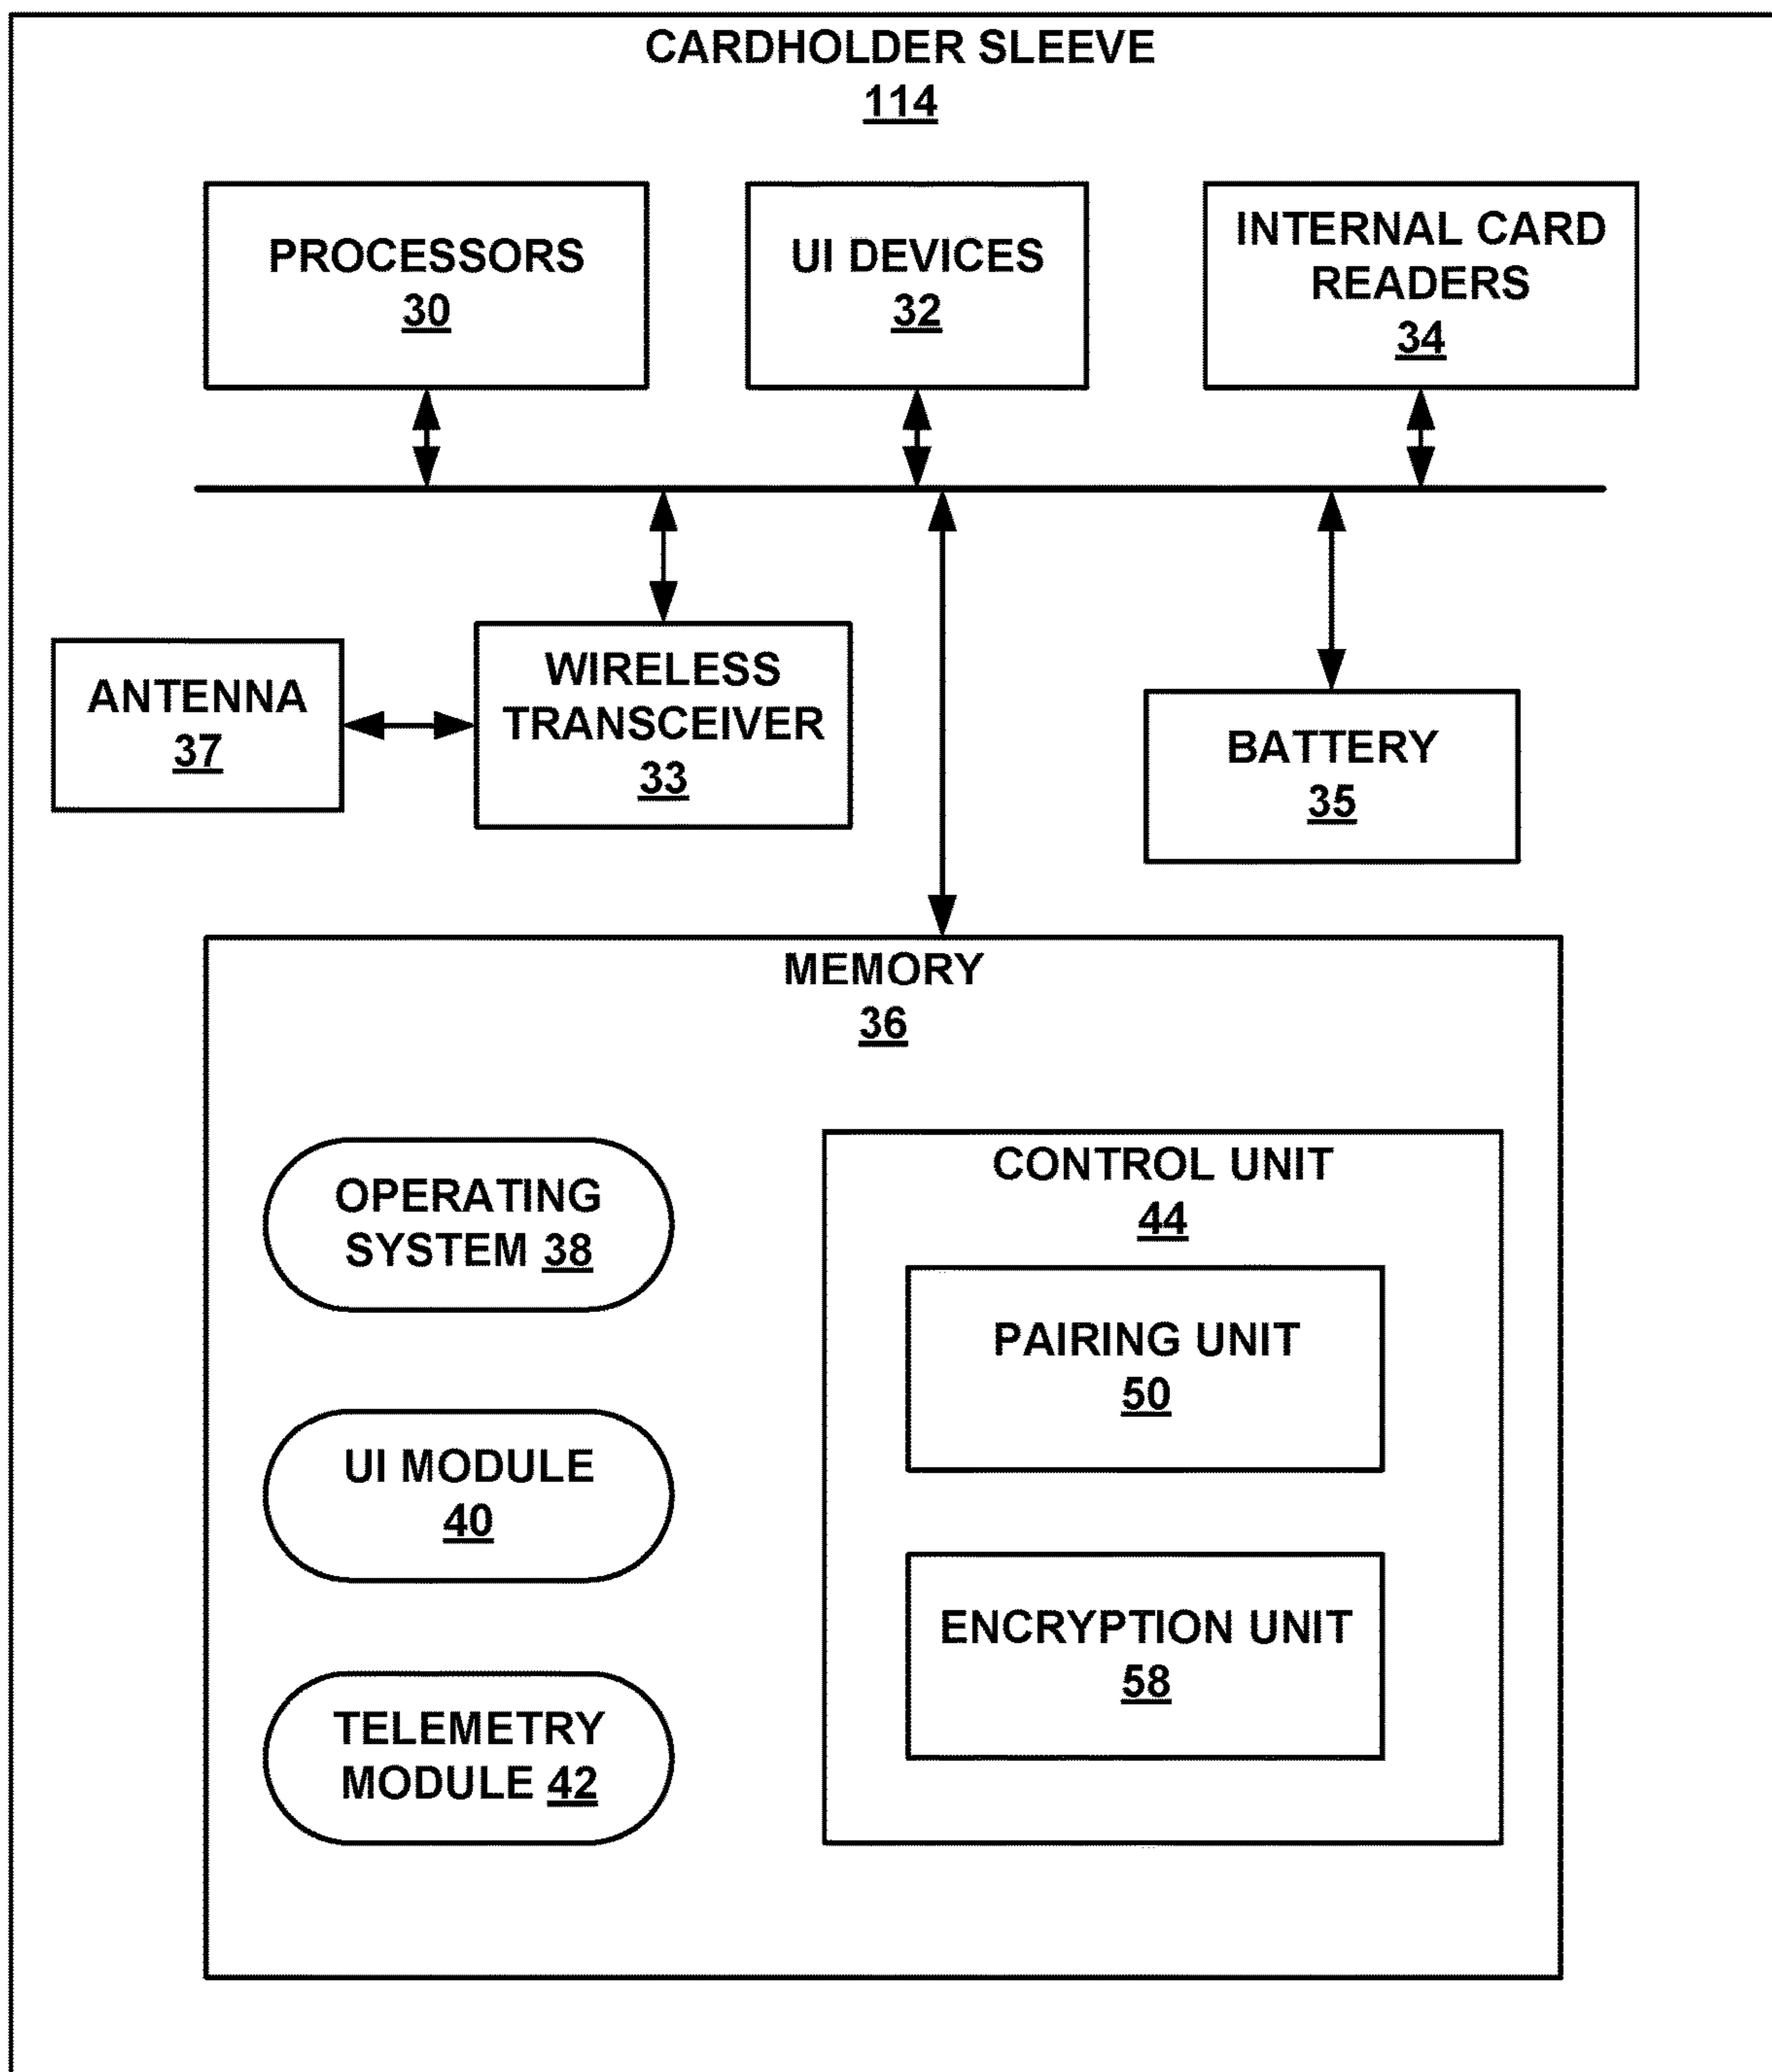 CARDHOLDER SLEEVE
114
PROCESSORS
30
UI DEVICES
32
INTERNAL CARD
READERS
34
ANTENNA
37
WIRELESS
TRANSCEIVER
33
BATTERY
35
MEMORY
36
OPERATING
SYSTEM 38
UI MODULE
40
TELEMETRY
MODULE 42
CONTROL UNIT
44
PAIRING UNIT
50
ENCRYPTION UNIT
58